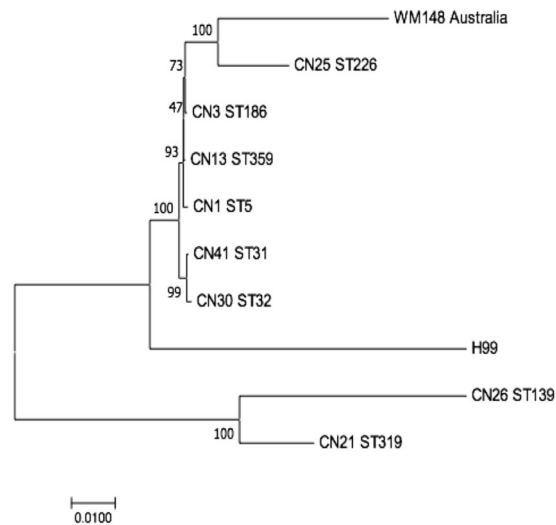 WM148 Australia
100
CN25 ST226
73
47
CN3 ST186
93
CN13 ST359
100
CN1 ST5
CN41 ST31
99
CN30 ST32
H99
CN26 ST139
100
CN21 ST319
0.0100